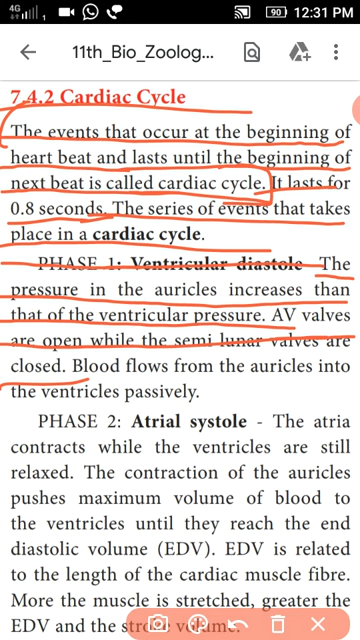 4G 90 12:31 PM
11th_Bio_Zoolog...
7.4.2 Cardiac Cycle
The events that occur at the beginning of
heart beat and lasts until the beginning of
next beat is called cardiac cycle. It lasts for
0.8 seconds. The series of events that takes
place in a cardiac cycle.
PHASE 1: Ventricular diastole- The
pressure in the auricles increases than
that of the ventricular pressure. AV valves
are open while the semi lunar valves are
closed. Blood flows from the auricles into
the ventricles passively.
PHASE 2: Atrial systole - The atria
contracts while the ventricles are still
relaxed. The contraction of the auricles
pushes maximum volume of blood to
the ventricles until they reach the end
diastolic volume (EDV). EDV is related
to the length of the cardiac muscle fibre.
More the muscle is stretched, greater the
EDV and the stroke volume.